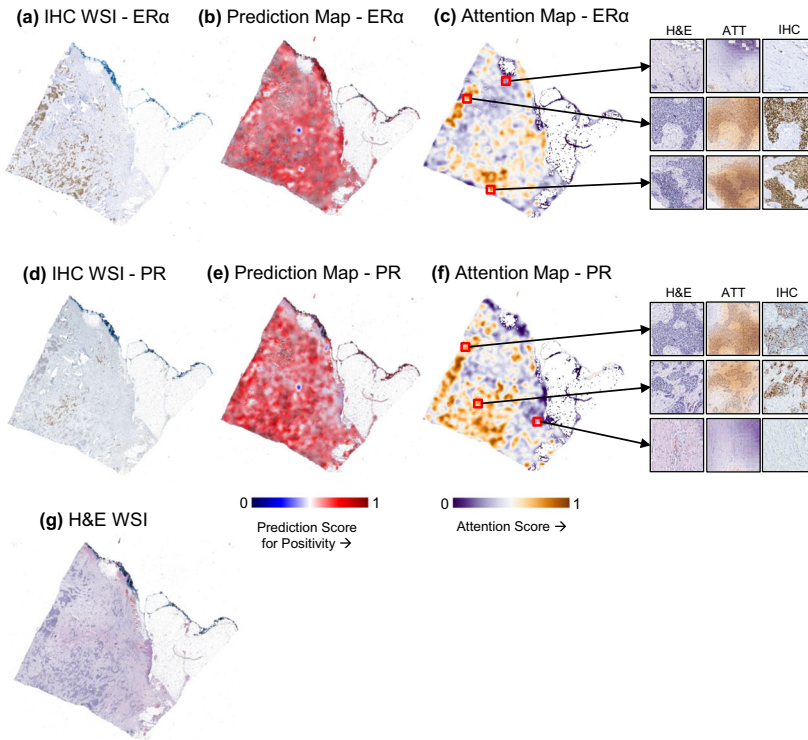 (a) IHC WSI - ERα
(b) Prediction Map - ERα
(c) Attention Map - ERα
H&E ATT IHC
(d) IHC WSI - PR
(e) Prediction Map - PR
(f) Attention Map - PR
H&E ATT IHC
0 1
Prediction Score
for Positivity →
0 1
Attention Score →
(g) H&E WSI